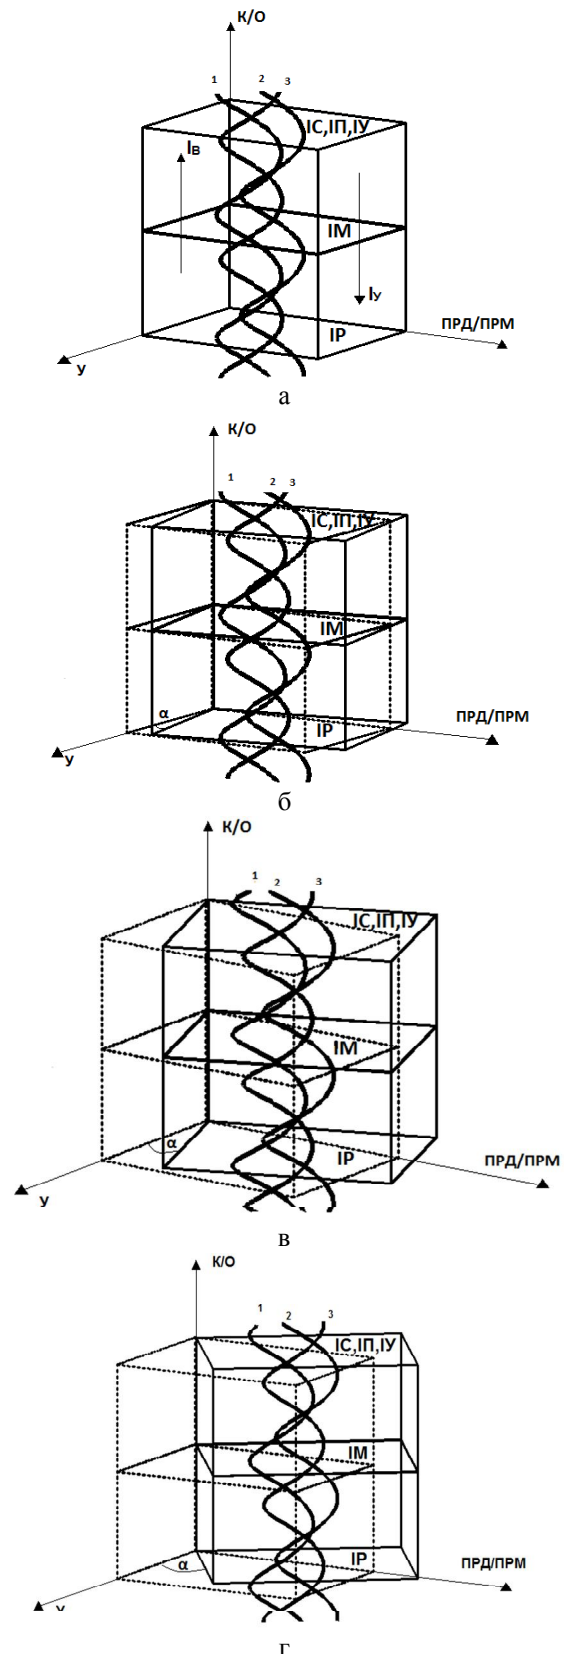 К/О
1 2 3
ІС,ІП,ІУ
IВ
ІМ
IУ
ПРД/ПРМ
ІР
У
а
К/О
1 2 3
ІС,ІП,ІУ
ІМ
α
ПРД/ПРМ
ІР
У
б
К/О
1 2 3
ІС,ІП,ІУ
ІМ
α
ІР
ПРД/ПРМ
У
в
К/О
1 2 3
ІС,ІП,ІУ
ІМ
α
ІР
ПРД/ПРМ
У
г